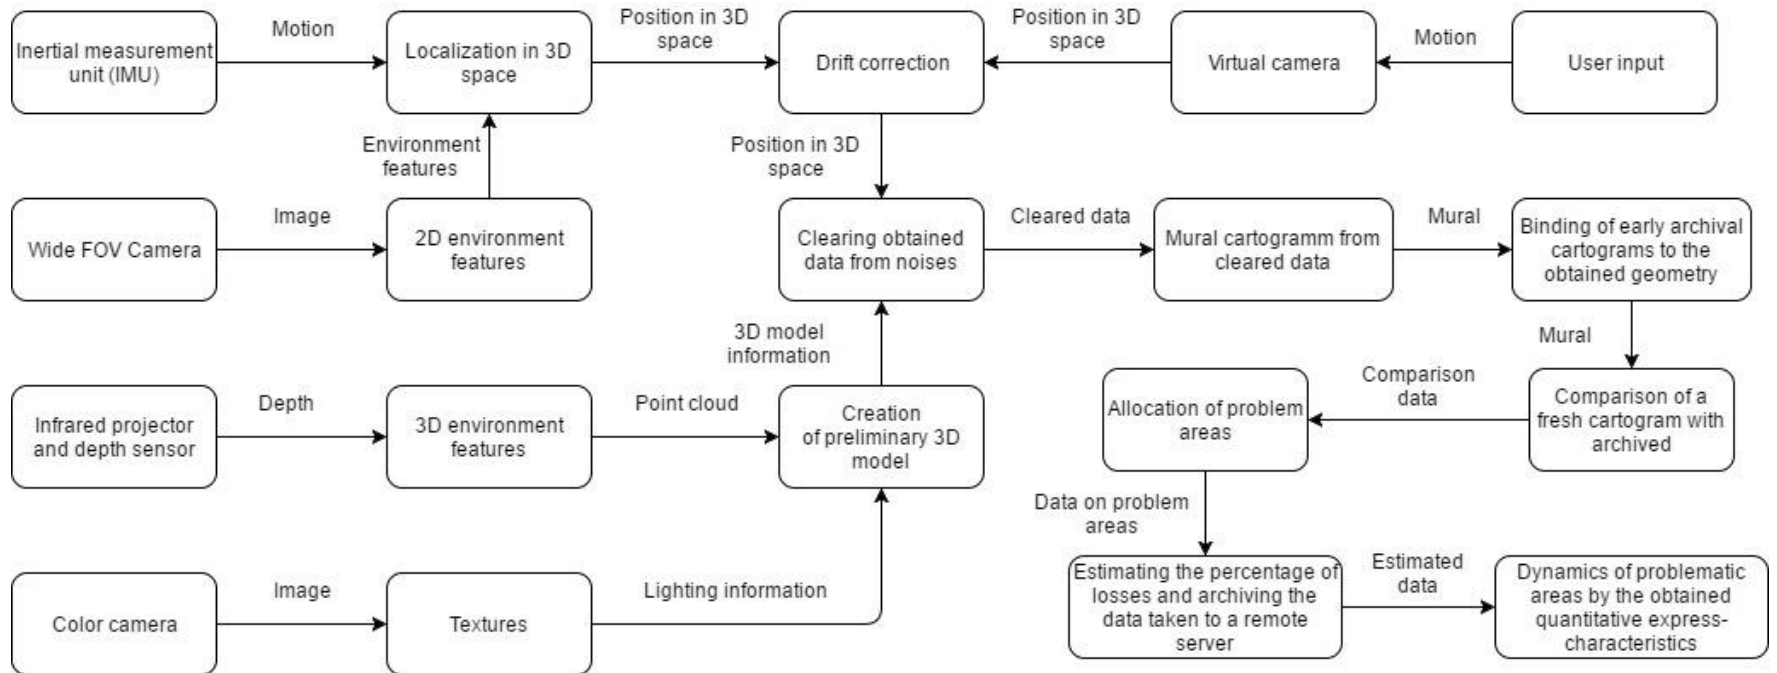 Motion
Position in 3D
space
Position in 3D
space
Motion
Inertial measurement
unit (IMU)
Localization in 3D
space
Drift correction
Virtual camera
User input
Environment
features
Position in 3D
space
Wide FOV Camera
Image
2D environment
features
Clearing obtained
data from noises
Cleared data
Mural cartogramm from
cleared data
Mural
Binding of early archival
cartograms to the
obtained geometry
3D model
information
Mural
Infrared projector
and depth sensor
Depth
3D environment
features
Point cloud
Creation
of preliminary 3D
model
Allocation of problem
areas
Comparison
data
Comparison of a
fresh cartogram with
archived
Data on problem
areas
Color camera
Image
Textures
Lighting information
Estimating the percentage of
losses and archiving the
data taken to a remote
server
Estimated
data
Dynamics of problematic
areas by the obtained
quantitative express-
characteristics